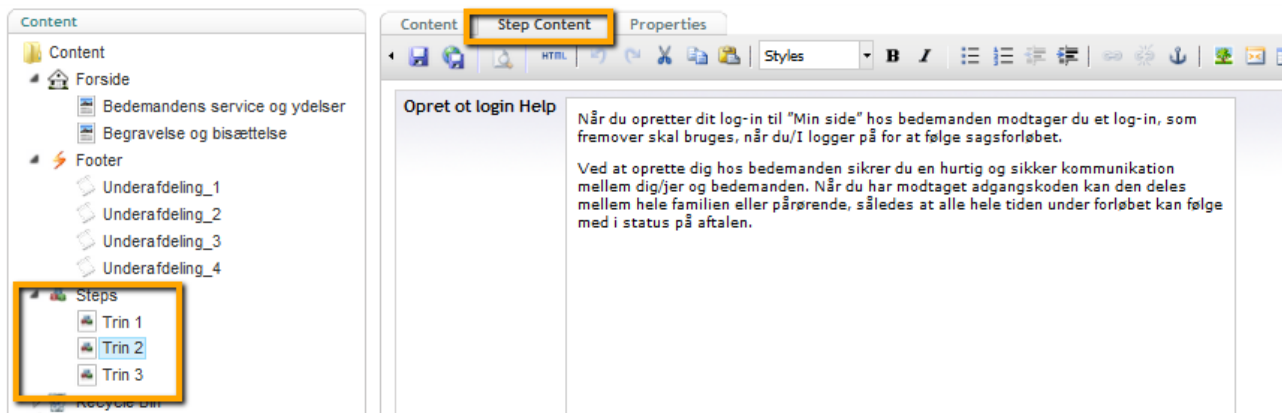 Content
Content
Forside
Bedemandens service og ydelser
Begravelse og bisættelse
Footer
Underafdeling_1
Underafdeling_2
Underafdeling_3
Underafdeling_4
Steps
Trin 1
Trin 2
Trin 3
Recycle Bin
Content Step Content Properties
HTML Styles B I
Opret ot login Help
Når du opretter dit log-in til "Min side" hos bedemanden modtager du et log-in, som
fremover skal bruges, når du/I logger på for at følge sagsforløbet.
Ved at oprette dig hos bedemanden sikrer du en hurtig og sikker kommunikation
mellem dig/jer og bedemanden. Når du har modtaget adgangskoden kan den deles
mellem hele familien eller pårørende, således at alle hele tiden under forløbet kan følge
med i status på aftalen.